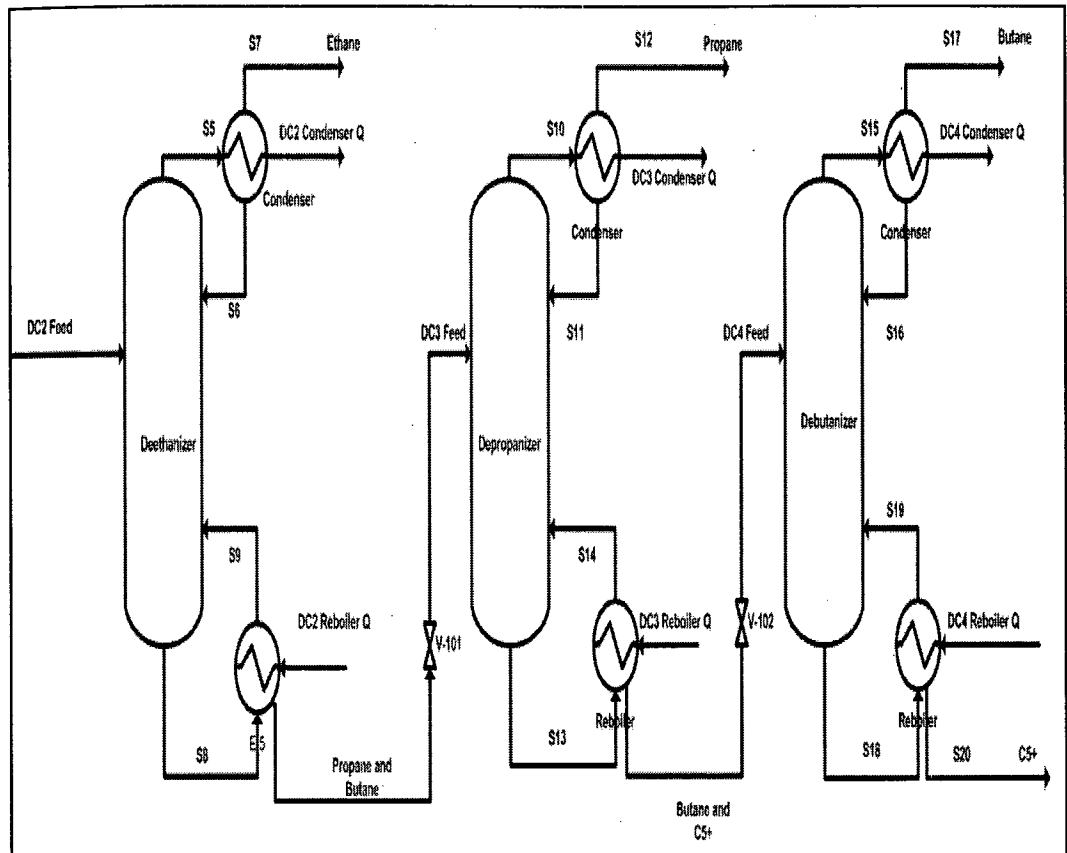 S7
Ethane
S12
Propane
S17
Butane
S5
DC2 Condenser Q
S10
DC3 Condenser Q
S15
DC4 Condenser Q
Condenser
Condenser
Condenser
S6
S11
S16
DC2 Feed
DC3 Feed
DC4 Feed
Deethanizer
Depropanizer
Debutanizer
S9
S14
S19
DC2 Reboiler Q
V-101
DC3 Reboiler Q
V-102
DC4 Reboiler Q
Reboiler
Reboiler
S8
S13
S18
S20
C5+
Propane and
Butane
Butane and
C5+